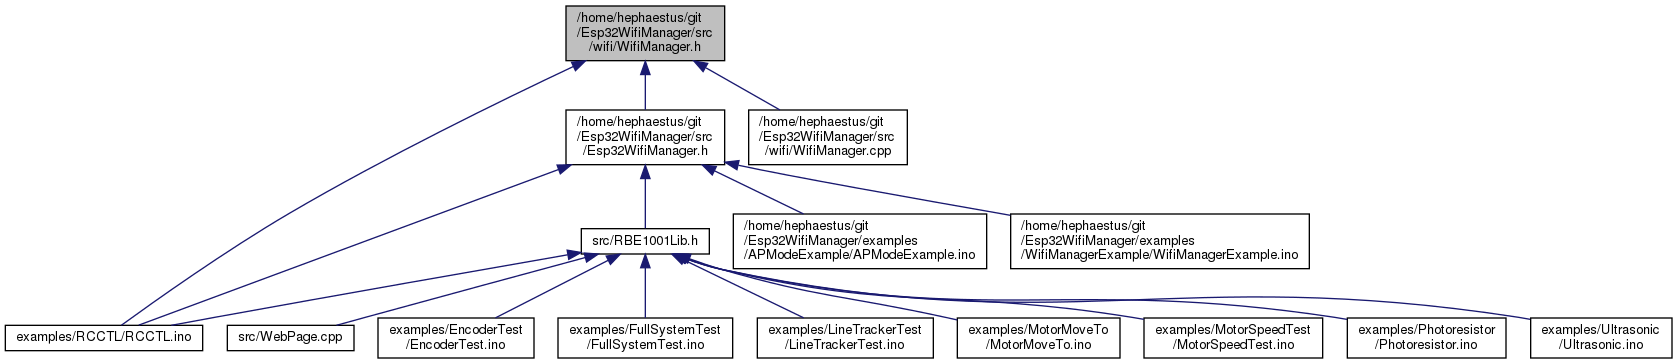 /home/hephaestus/git
/Esp32WifiManager/src
/wifi/WifiManager.h
/home/hephaestus/git
/Esp32WifiManager/src
/Esp32WifiManager.h
/home/hephaestus/git
/Esp32WifiManager/src
/wifi/WifiManager.cpp
src/RBE1001Lib.h
/home/hephaestus/git
/Esp32WifiManager/examples
/APModeExample/APModeExample.ino
/home/hephaestus/git
/Esp32WifiManager/examples
/WifiManagerExample/WifiManagerExample.ino
examples/RCCTL/RCCTL.ino
src/WebPage.cpp
examples/EncoderTest
/EncoderTest.ino
examples/FullSystemTest
/FullSystemTest.ino
examples/LineTrackerTest
/LineTrackerTest.ino
examples/MotorMoveTo
/MotorMoveTo.ino
examples/MotorSpeedTest
/MotorSpeedTest.ino
examples/Photoresistor
/Photoresistor.ino
examples/Ultrasonic
/Ultrasonic.ino